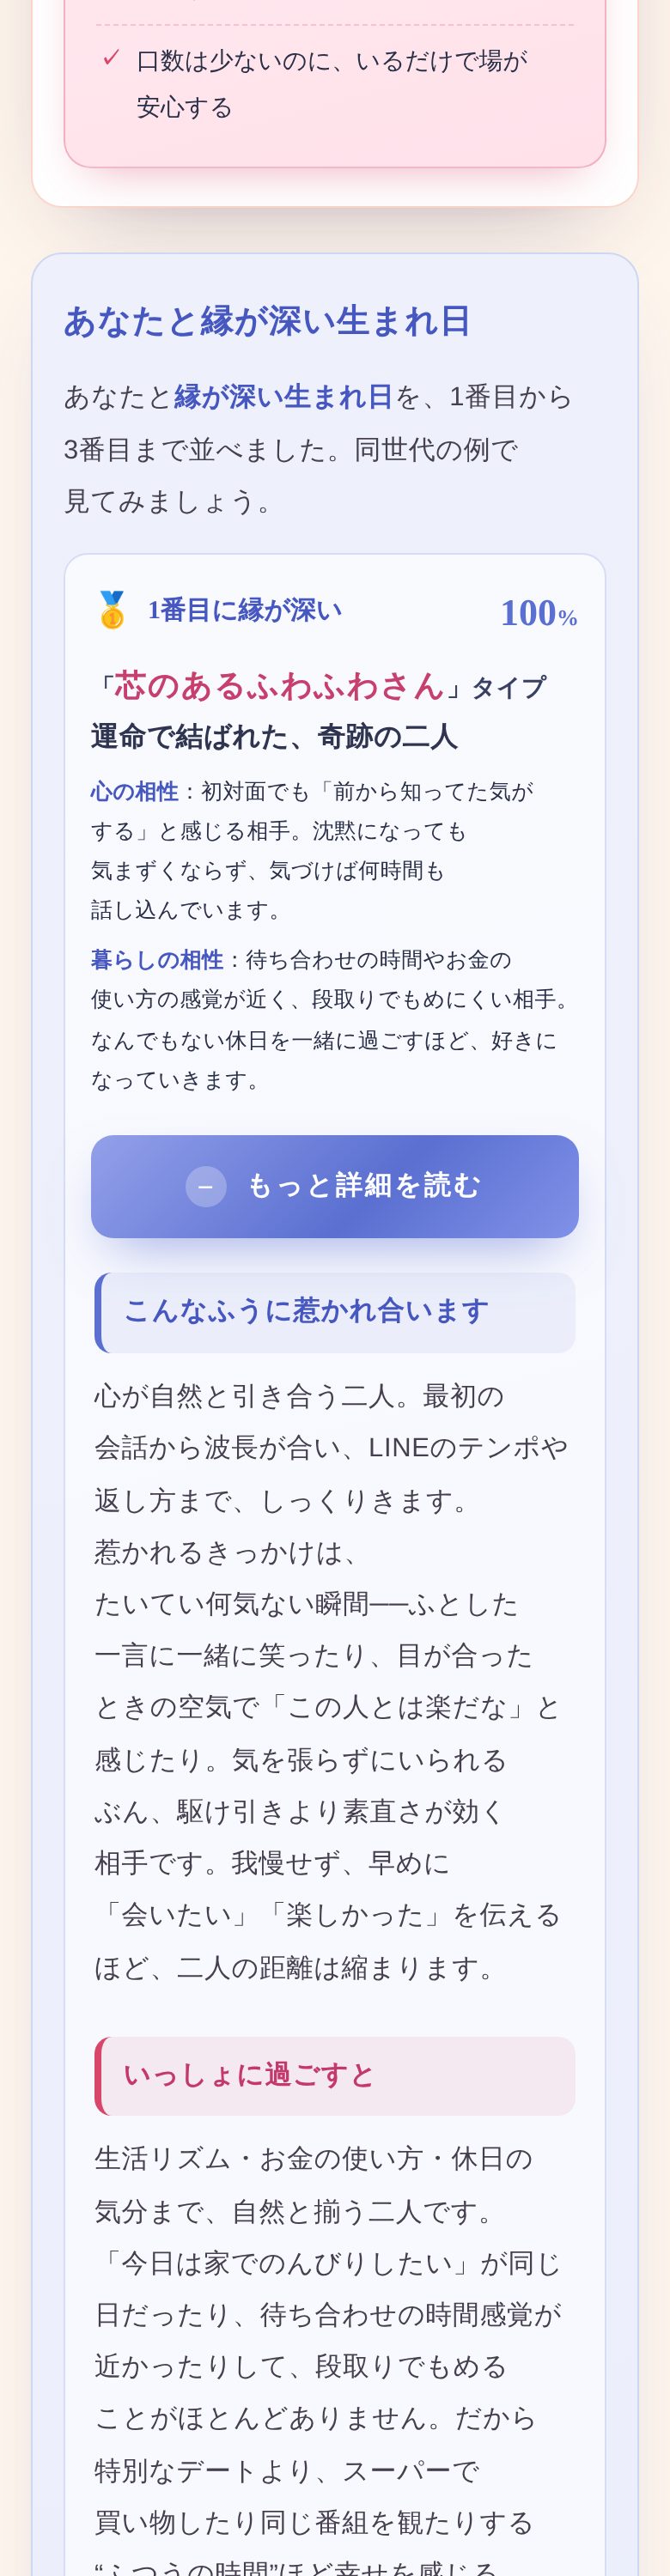 ✓ 口数は少ないのに、いるだけで場が
安心する
あなたと縁が深い生まれ日
あなたと縁が深い生まれ日を、1番目から
3番目まで並べました。同世代の例で
見てみましょう。
🥇 1番目に縁が深い 100%
「芯のあるふわふわさん」タイプ
運命で結ばれた、奇跡の二人
心の相性：初対面でも「前から知ってた気が
する」と感じる相手。沈黙になっても
気まずくならず、気づけば何時間も
話し込んでいます。
暮らしの相性：待ち合わせの時間やお金の
使い方の感覚が近く、段取りでもめにくい相手。
なんでもない休日を一緒に過ごすほど、好きに
なっていきます。
− もっと詳細を読む
こんなふうに惹かれ合います
心が自然と引き合う二人。最初の
会話から波長が合い、LINEのテンポや
返し方まで、しっくりきます。
惹かれるきっかけは、
たいてい何気ない瞬間──ふとした
一言に一緒に笑ったり、目が合った
ときの空気で「この人とは楽だな」と
感じたり。気を張らずにいられる
ぶん、駆け引きより素直さが効く
相手です。我慢せず、早めに
「会いたい」「楽しかった」を伝える
ほど、二人の距離は縮まります。
いっしょに過ごすと
生活リズム・お金の使い方・休日の
気分まで、自然と揃う二人です。
「今日は家でのんびりしたい」が同じ
日だったり、待ち合わせの時間感覚が
近かったりして、段取りでもめる
ことがほとんどありません。だから
特別なデートより、スーパーで
買い物したり同じ番組を観たりする
“ふつうの時間”ほど幸せを感じる